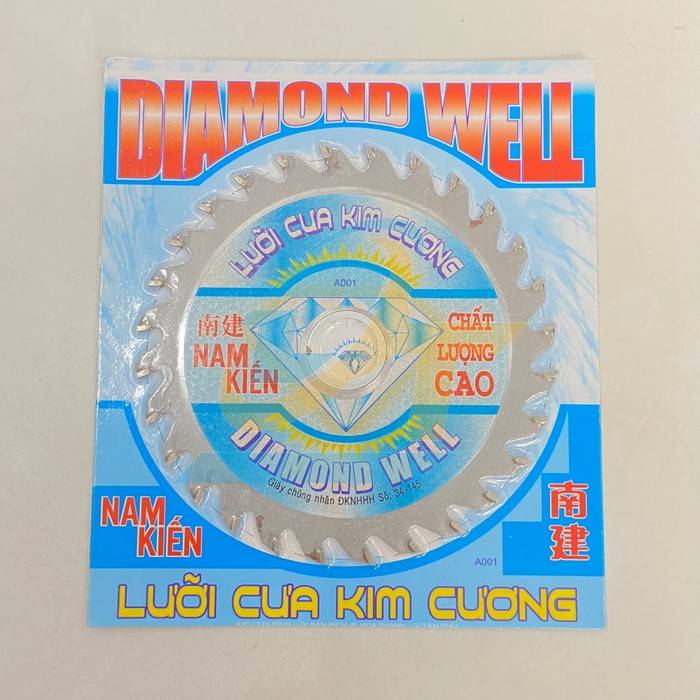 DIAMOND WELL
LƯỠI CƯA KIM CƯƠNG
A001
南建
NAM
KIẾN
CHẤT
LƯỢNG
CAO
DIAMOND WELL
Giấy chứng nhận ĐKNHHH Số: 34-145
NAM
KIẾN
南建
A001
LƯỠI CƯA KIM CƯƠNG